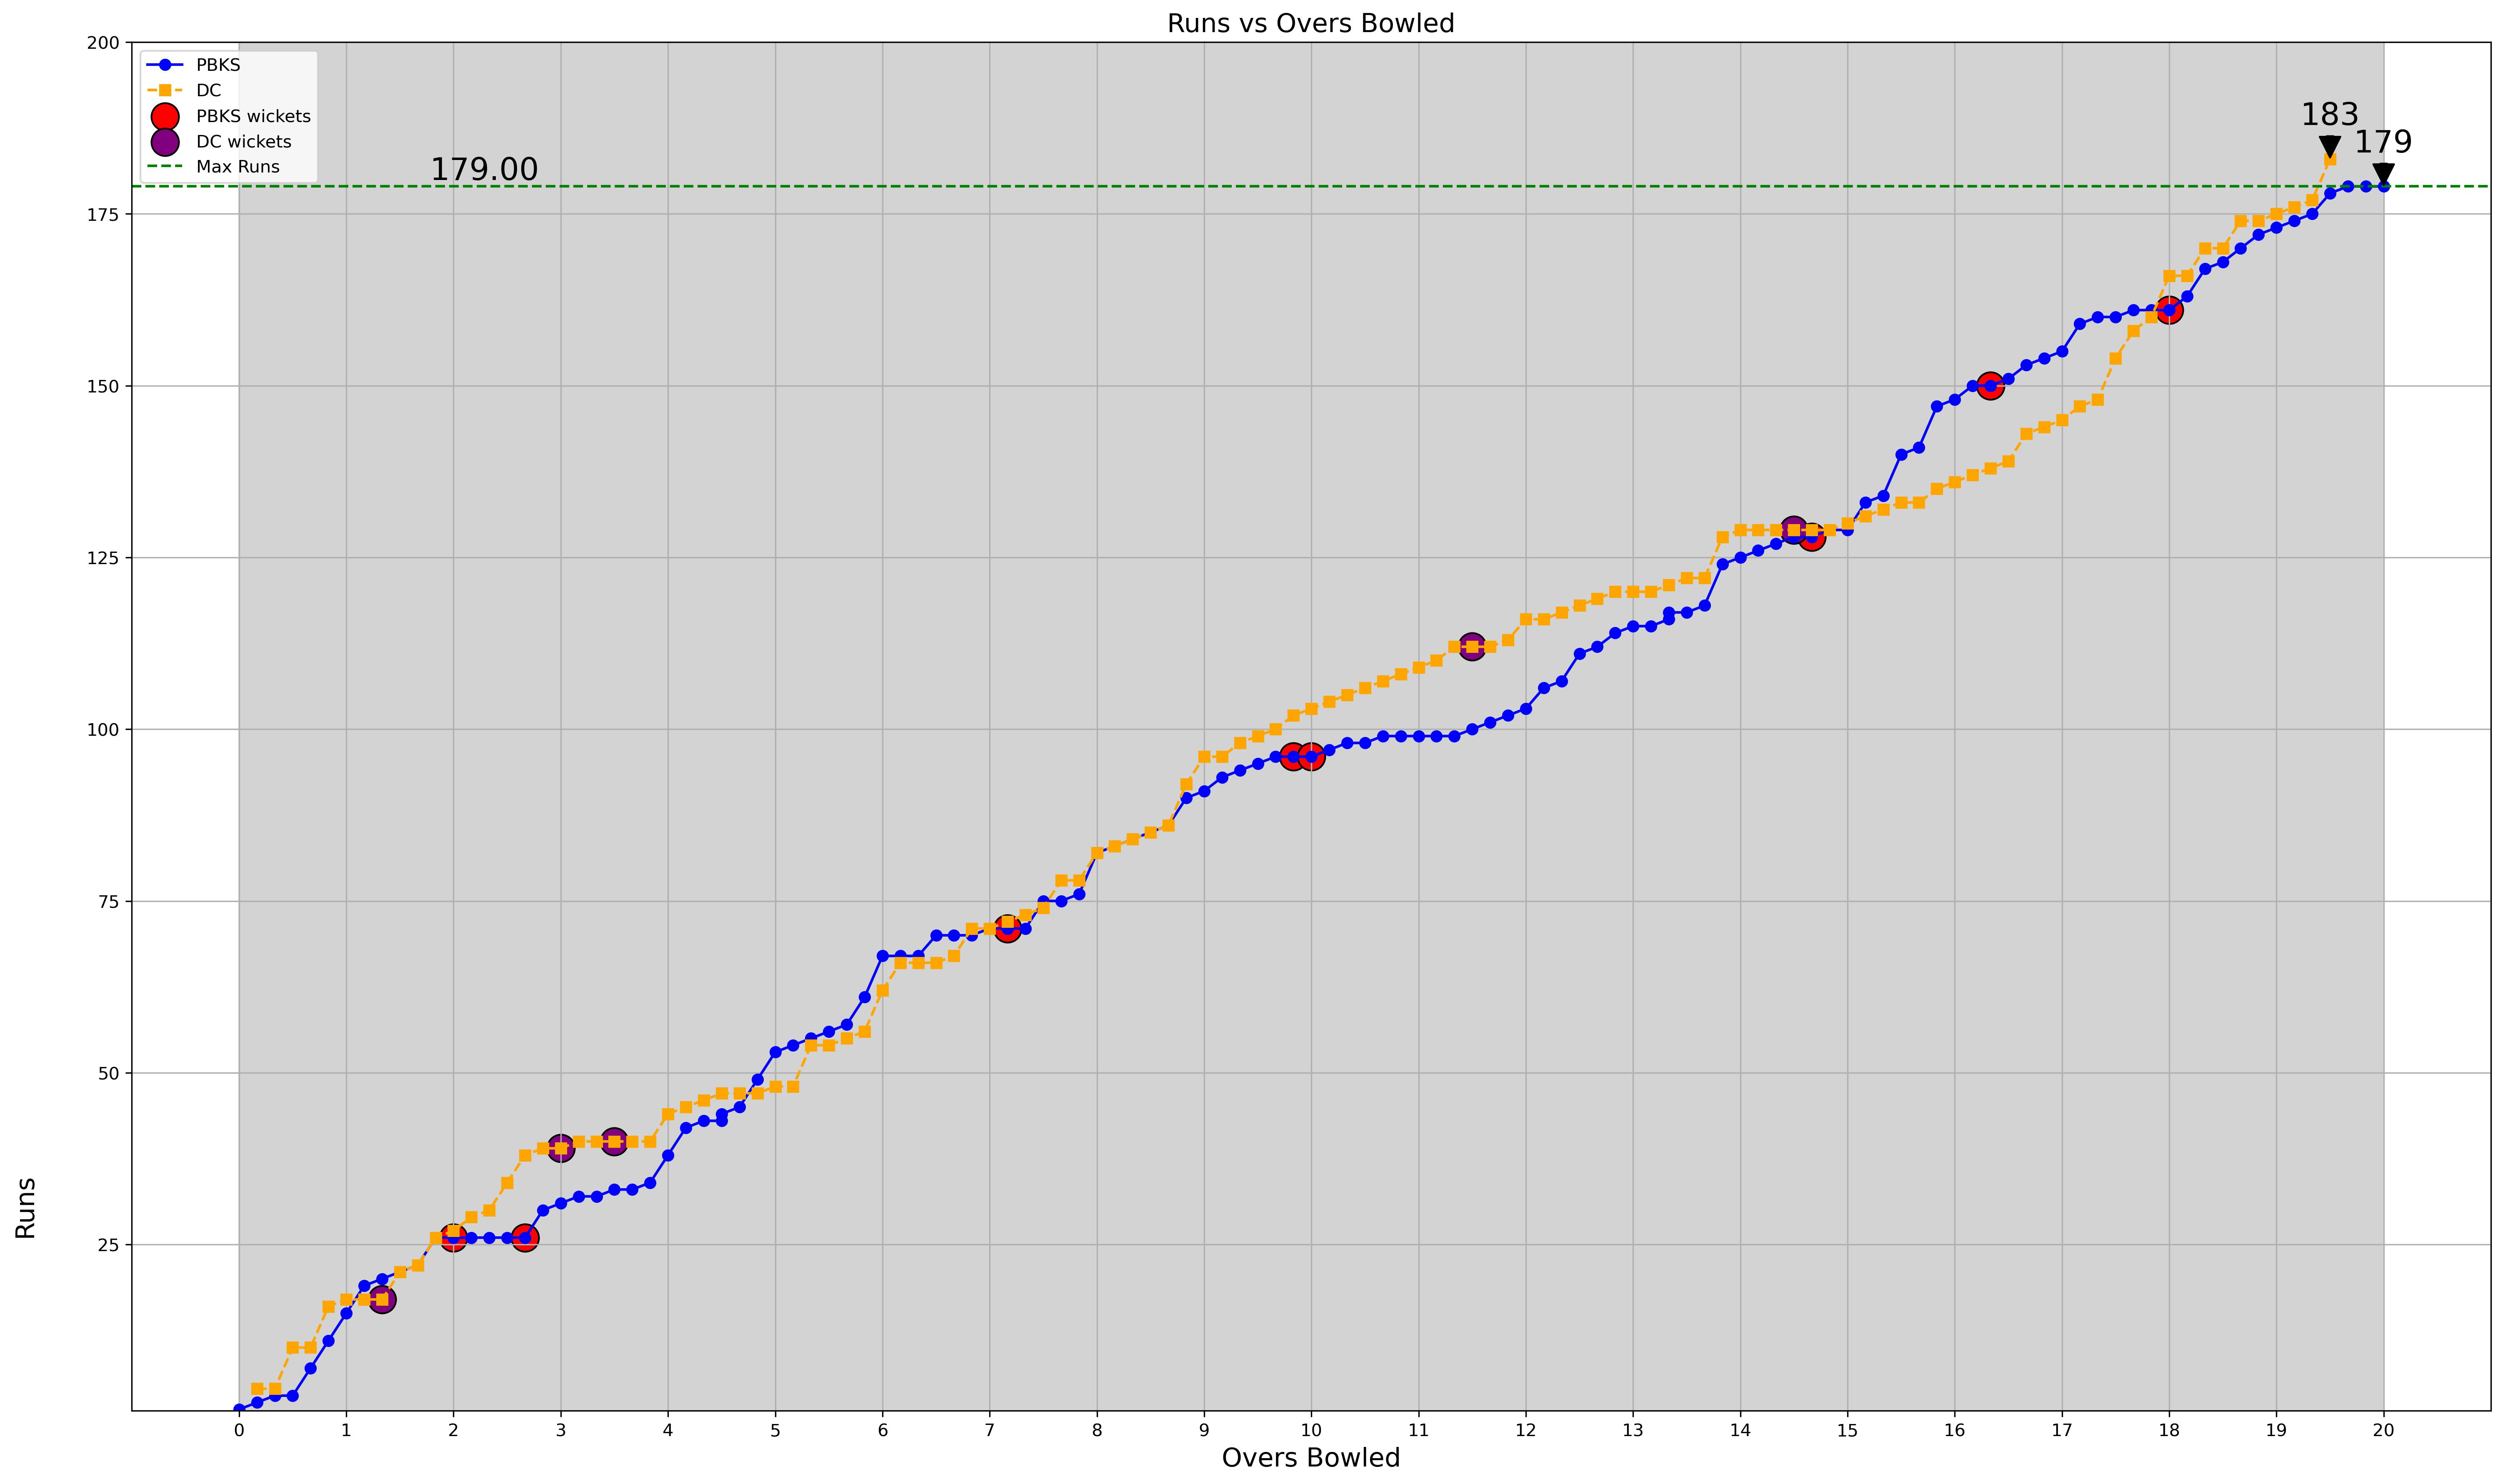 Runs vs Overs Bowled
PBKS
DC
PBKS wickets
DC wickets
Max Runs
179.00
183
179
200
175
150
125
100
75
50
25
Runs
0 1 2 3 4 5 6 7 8 9 10 11 12 13 14 15 16 17 18 19 20
Overs Bowled